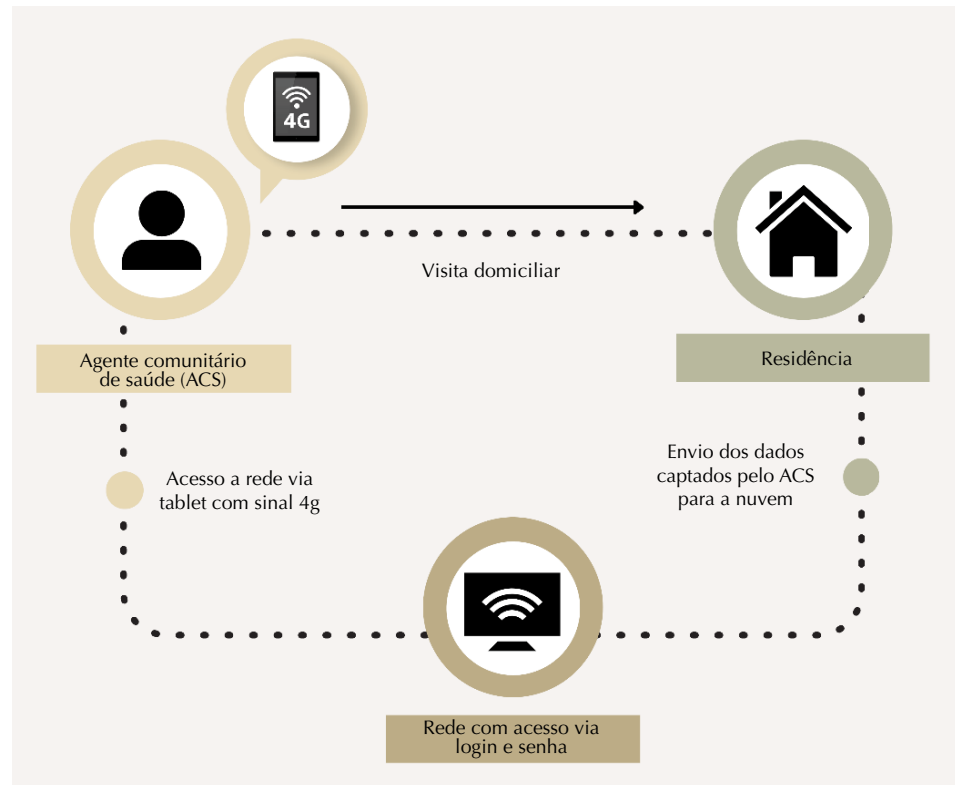 4G
Visita domiciliar
Agente comunitário
de saúde (ACS)
Residência
Acesso a rede via
tablet com sinal 4g
Envio dos dados
captados pelo ACS
para a nuvem
Rede com acesso via
login e senha